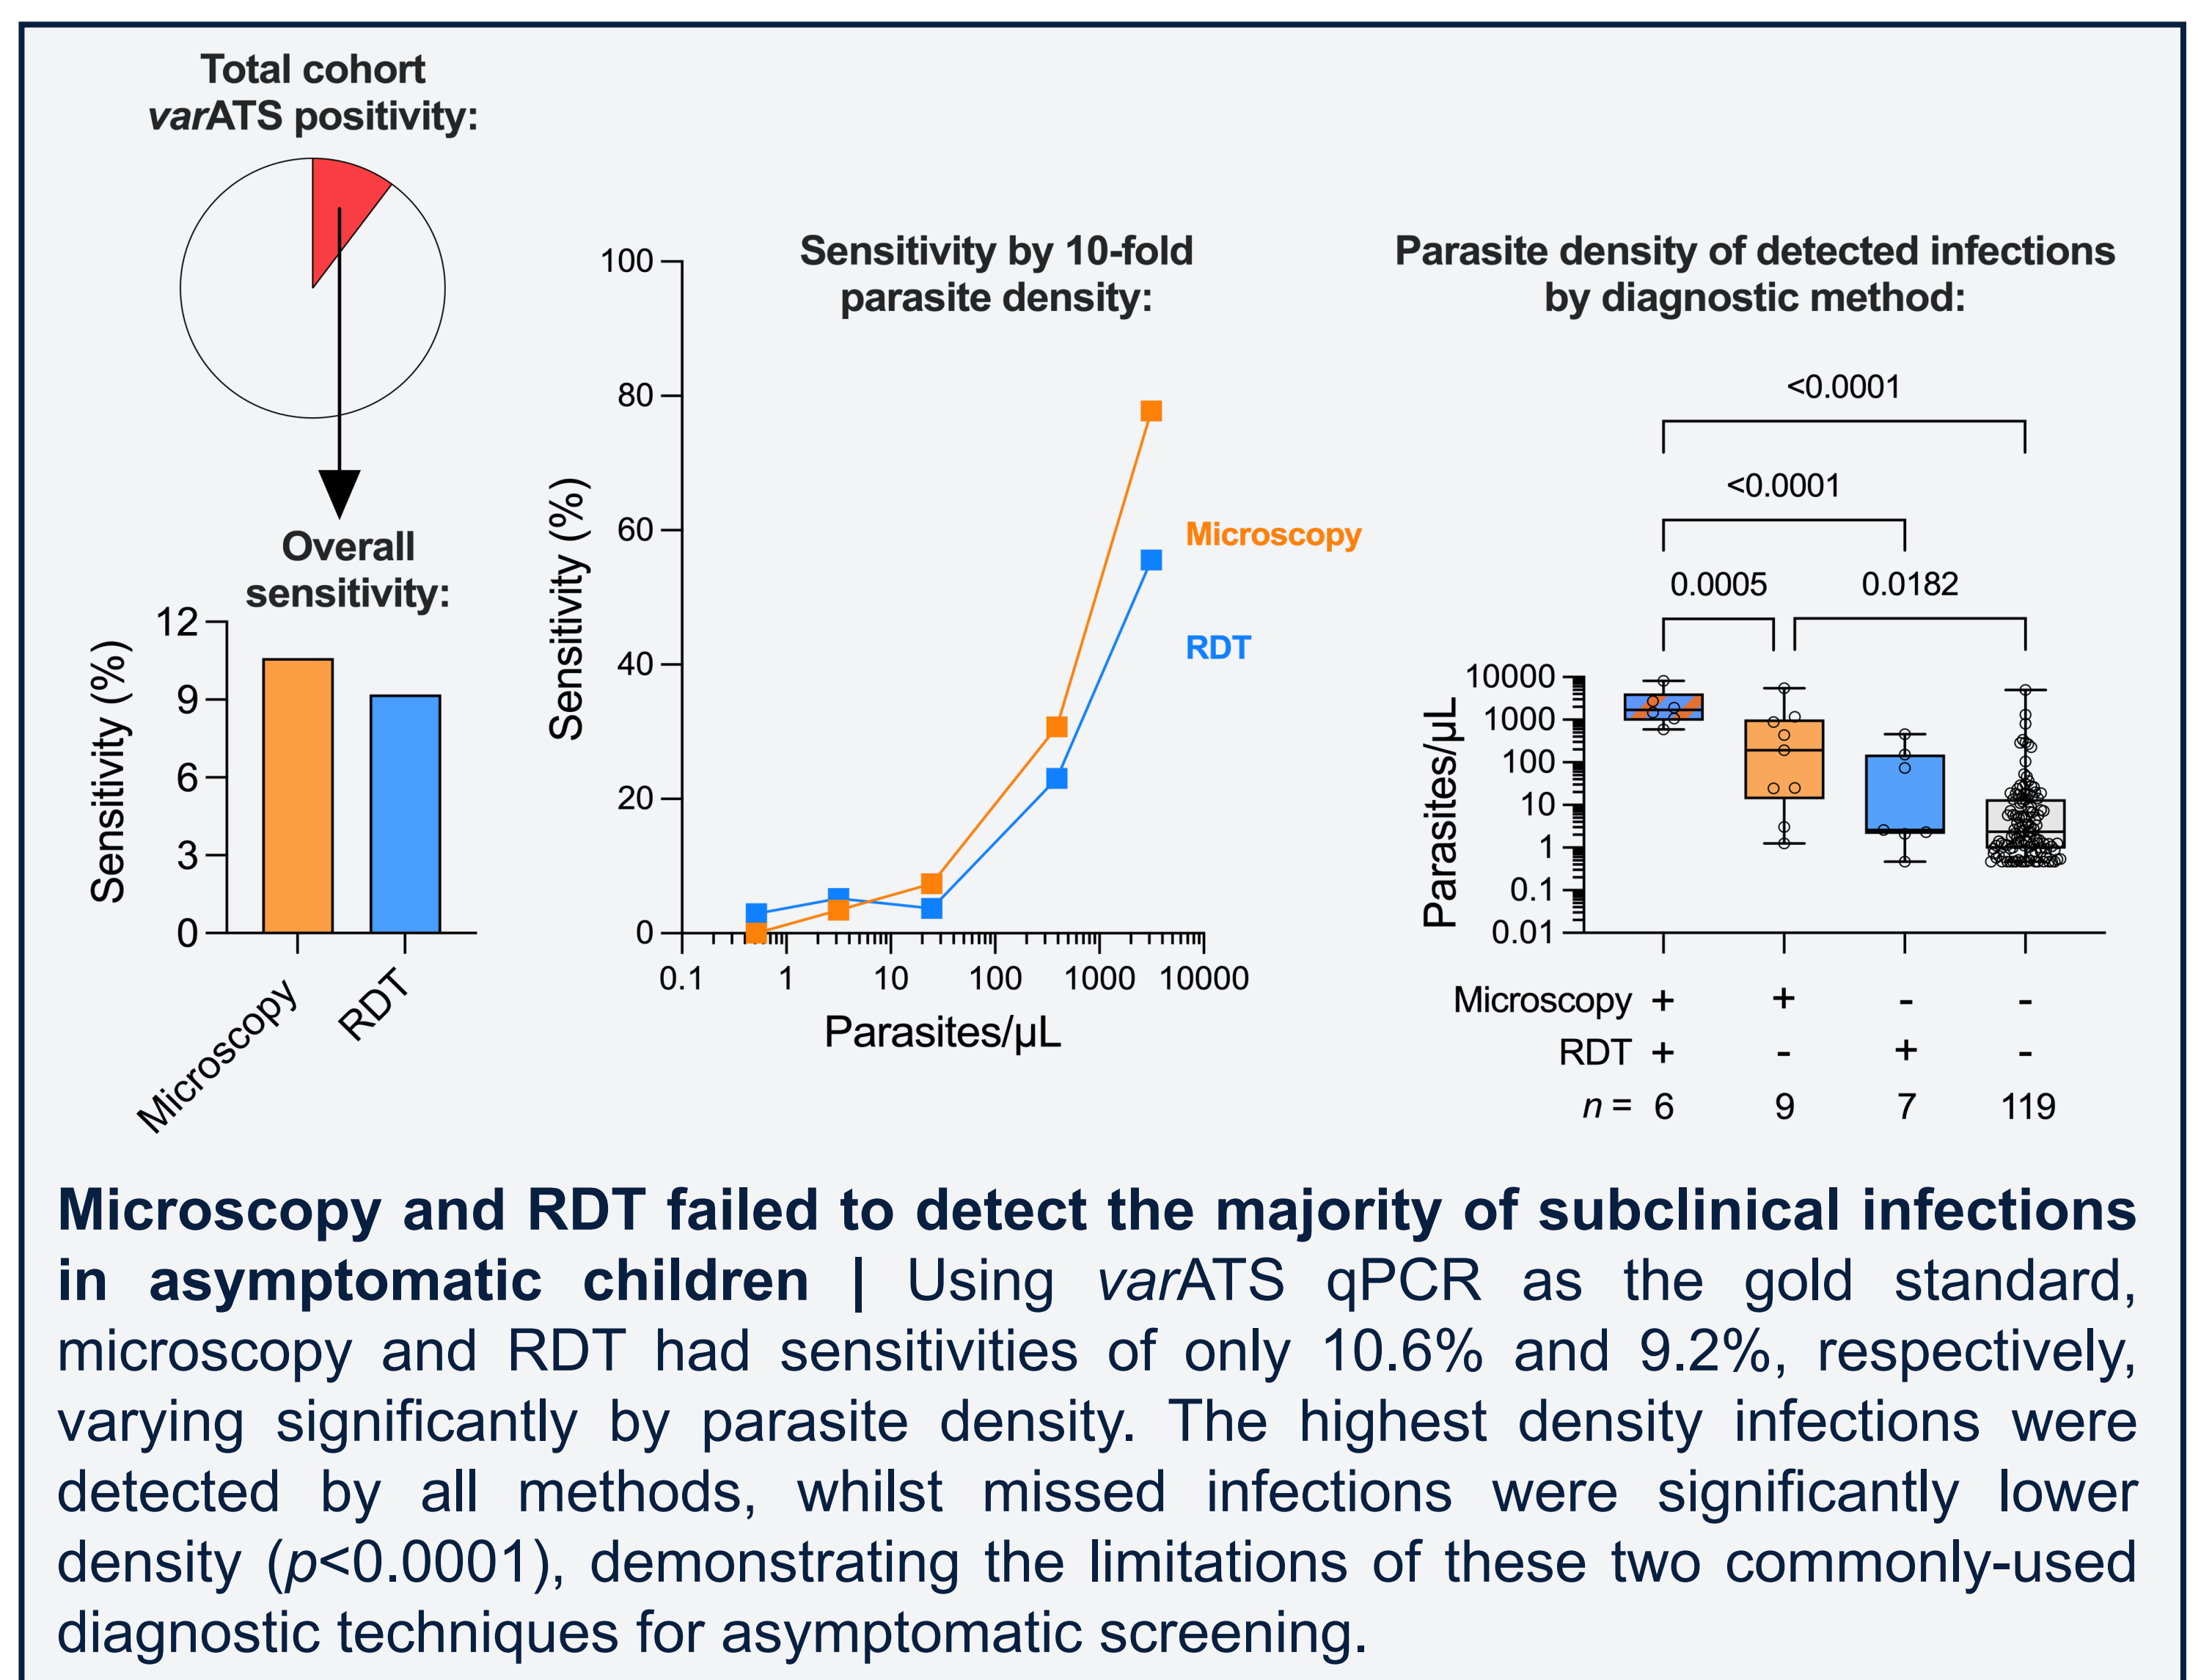 Total cohort
varATS positivity:
Overall
sensitivity:
Sensitivity (%)
12
9
6
3
0
Microscopy
RDT
Sensitivity by 10-fold
parasite density:
Sensitivity (%)
100
80
60
40
20
0
Microscopy
RDT
0.1 1 10 100 1000 10000
Parasites/µL
Parasite density of detected infections
by diagnostic method:
<0.0001
<0.0001
0.0005 0.0182
Parasites/µL
10000
1000
100
10
1
0.1
0.01
Microscopy + + - -
RDT + - + -
n = 6 9 7 119
Microscopy and RDT failed to detect the majority of subclinical infections
in asymptomatic children | Using varATS qPCR as the gold standard,
microscopy and RDT had sensitivities of only 10.6% and 9.2%, respectively,
varying significantly by parasite density. The highest density infections were
detected by all methods, whilst missed infections were significantly lower
density (p<0.0001), demonstrating the limitations of these two commonly-used
diagnostic techniques for asymptomatic screening.